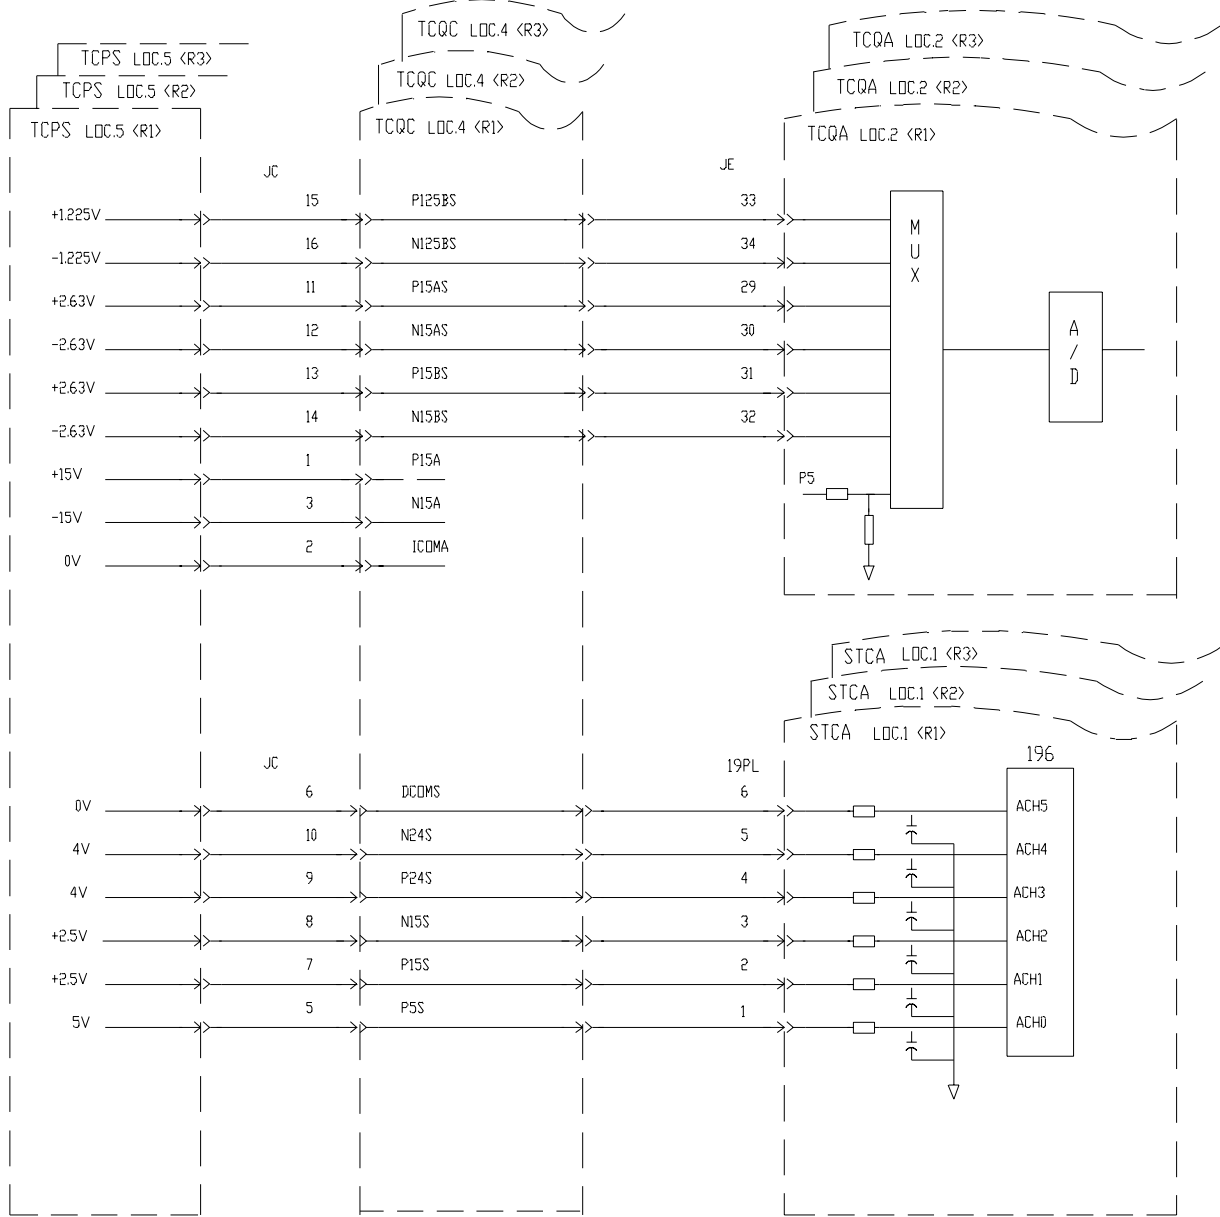 TCPS LOC.5 <R3>
TCPS LOC.5 <R2>
TCPS LOC.5 <R1>
TCQC LOC.4 <R3>
TCQC LOC.4 <R2>
TCQC LOC.4 <R1>
TCQA LOC.2 <R3>
TCQA LOC.2 <R2>
TCQA LOC.2 <R1>
JC
JE
+1.225V 15 P125BS 33
-1.225V 16 N125BS 34
+2.63V 11 P15AS 29
-2.63V 12 N15AS 30
+2.63V 13 P15BS 31
-2.63V 14 N15BS 32
+15V 1 P15A
-15V 3 N15A
0V 2 ICOMA
MUX
A/D
P5
STCA LOC.1 <R3>
STCA LOC.1 <R2>
STCA LOC.1 <R1>
JC
19PL
196
0V 6 DCOMS 6 ACH5
4V 10 N24S 5 ACH4
4V 9 P24S 4 ACH3
+2.5V 8 N15S 3 ACH2
+2.5V 7 P15S 2 ACH1
5V 5 P5S 1 ACH0